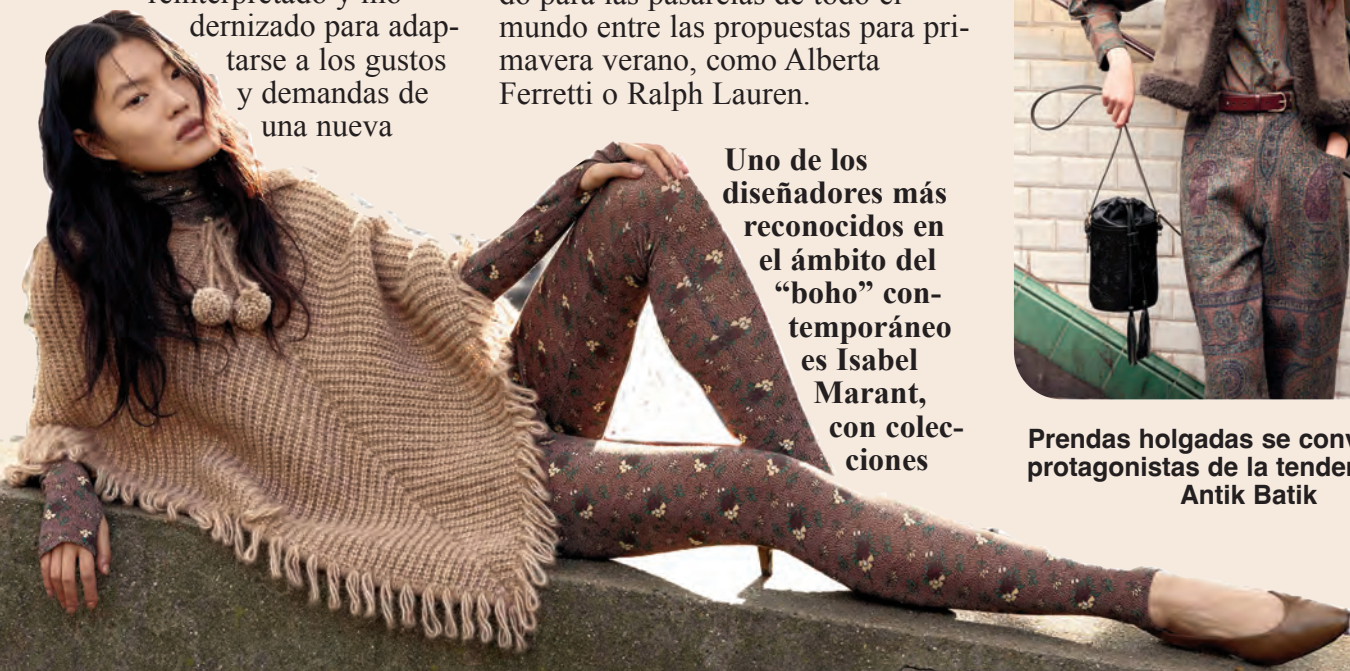 dernizado para adap-
tarse a los gustos
y demandas de
una nueva
mundo entre las propuestas para pri-
mavera verano, como Alberta
Ferretti o Ralph Lauren.
Uno de los
diseñadores más
reconocidos en
el ámbito del
“boho” con-
temporáneo
es Isabel
Marant,
con colec-
ciones
Prendas holgadas se conv
protagonistas de la tenden
Antik Batik